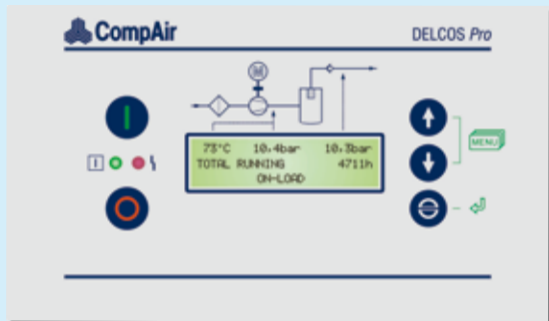 CompAir
DELCOS Pro
M
MENU
73°C 10.4bar 10.3bar
TOTAL RUNNING 4711h
ON-LOAD